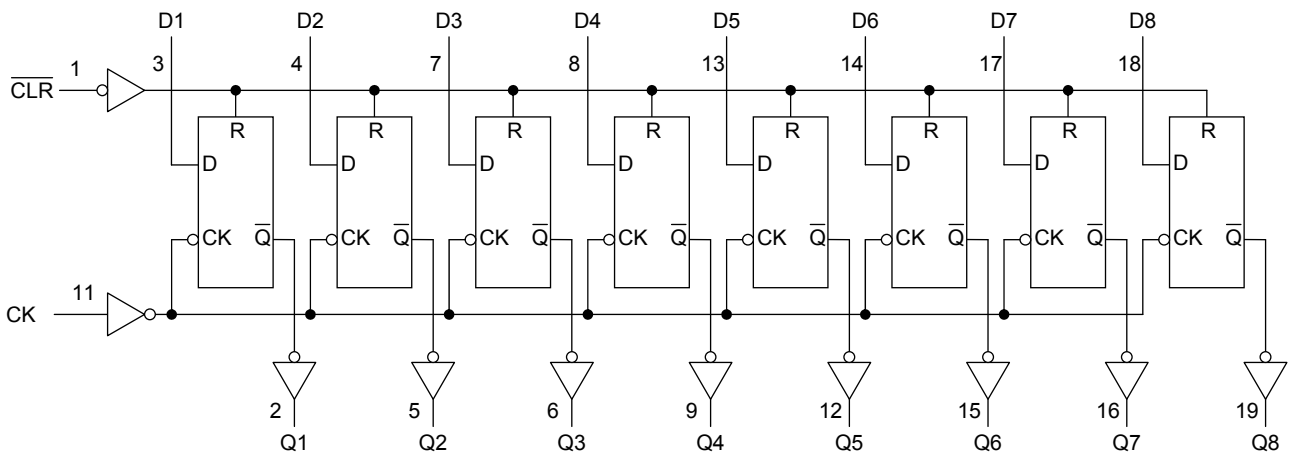 D1 D2 D3 D4 D5 D6 D7 D8
1 3 4 7 8 13 14 17 18
C̅L̅R̅
R R R R R R R R
D D D D D D D D
CK Q̅ CK Q̅ CK Q̅ CK Q̅ CK Q̅ CK Q̅ CK Q̅ CK Q̅
11
CK
2 5 6 9 12 15 16 19
Q1 Q2 Q3 Q4 Q5 Q6 Q7 Q8